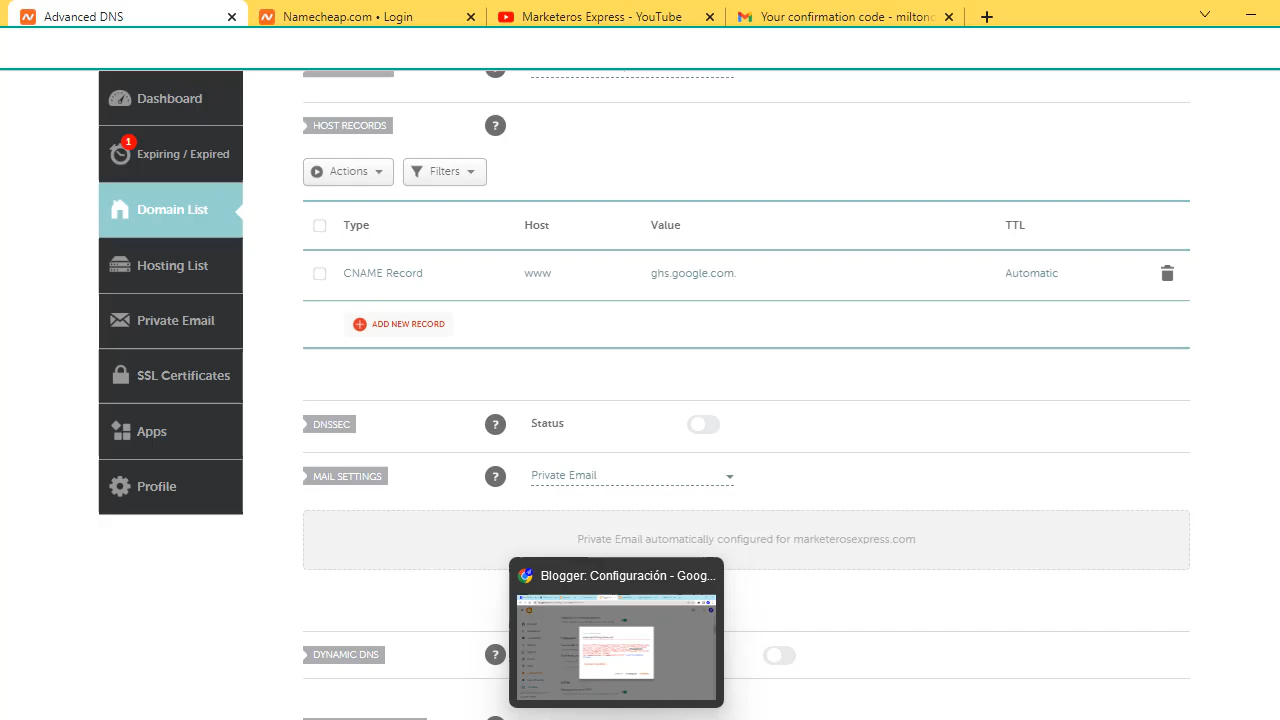 Advanced DNS
Namecheap.com • Login
Marketeros Express - YouTube
Your confirmation code - miltonc
Dashboard
1
Expiring / Expired
Domain List
Hosting List
Private Email
SSL Certificates
Apps
Profile
HOST RECORDS ?
Actions Filters
Type Host Value TTL
CNAME Record www ghs.google.com. Automatic
ADD NEW RECORD
DNSSEC ? Status
MAIL SETTINGS ? Private Email
Private Email automatically configured for marketerosexpress.com
Blogger: Configuración - Goog...
DYNAMIC DNS ?